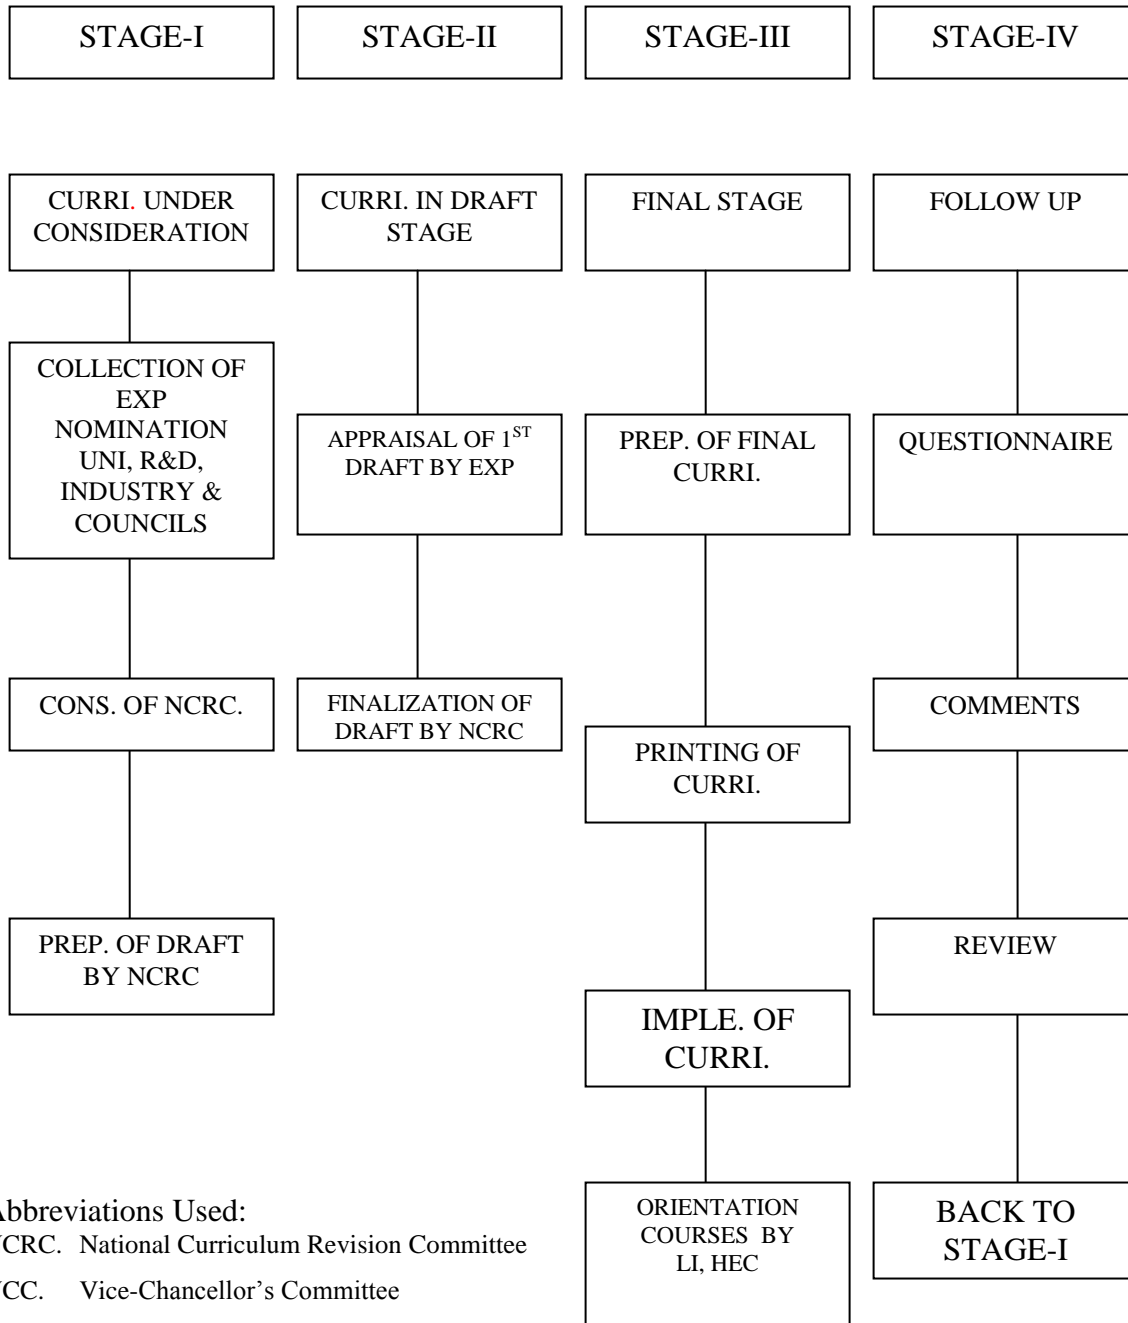 STAGE-I
STAGE-II
STAGE-III
STAGE-IV
CURRI. UNDER
CONSIDERATION
COLLECTION OF
EXP
NOMINATION
UNI, R&D,
INDUSTRY &
COUNCILS
CONS. OF NCRC.
PREP. OF DRAFT
BY NCRC
CURRI. IN DRAFT
STAGE
APPRAISAL OF 1ST
DRAFT BY EXP
FINALIZATION OF
DRAFT BY NCRC
FINAL STAGE
PREP. OF FINAL
CURRI.
PRINTING OF
CURRI.
IMPLE. OF
CURRI.
ORIENTATION
COURSES BY
LI, HEC
FOLLOW UP
QUESTIONNAIRE
COMMENTS
REVIEW
BACK TO
STAGE-I
Abbreviations Used:
NCRC. National Curriculum Revision Committee
VCC. Vice-Chancellor's Committee